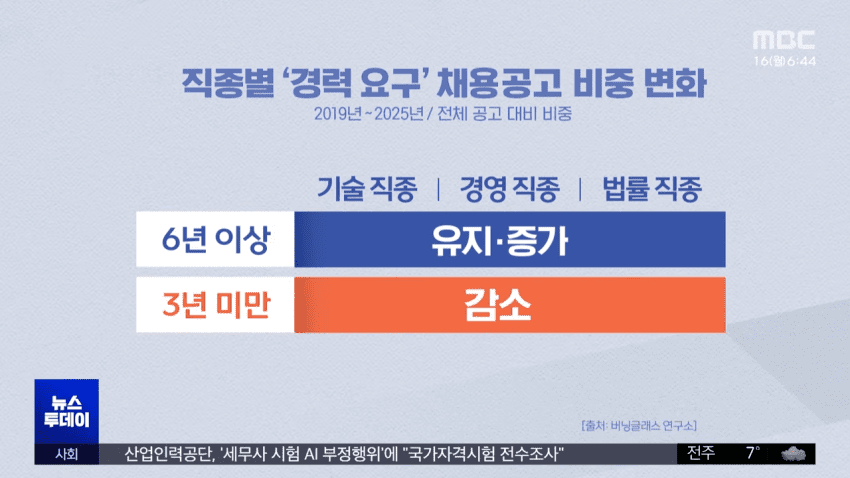 MBC
16(월)6:44
직종별 ‘경력 요구’ 채용공고 비중 변화
2019년~2025년/ 전체 공고 대비 비중
기술 직종 | 경영 직종 | 법률 직종
6년 이상 유지·증가
3년 미만 감소
뉴스
투데이
[출처: 버닝글래스 연구소]
사회 산업인력공단, '세무사 시험 AI 부정행위'에 "국가자격시험 전수조사" 전주 7°